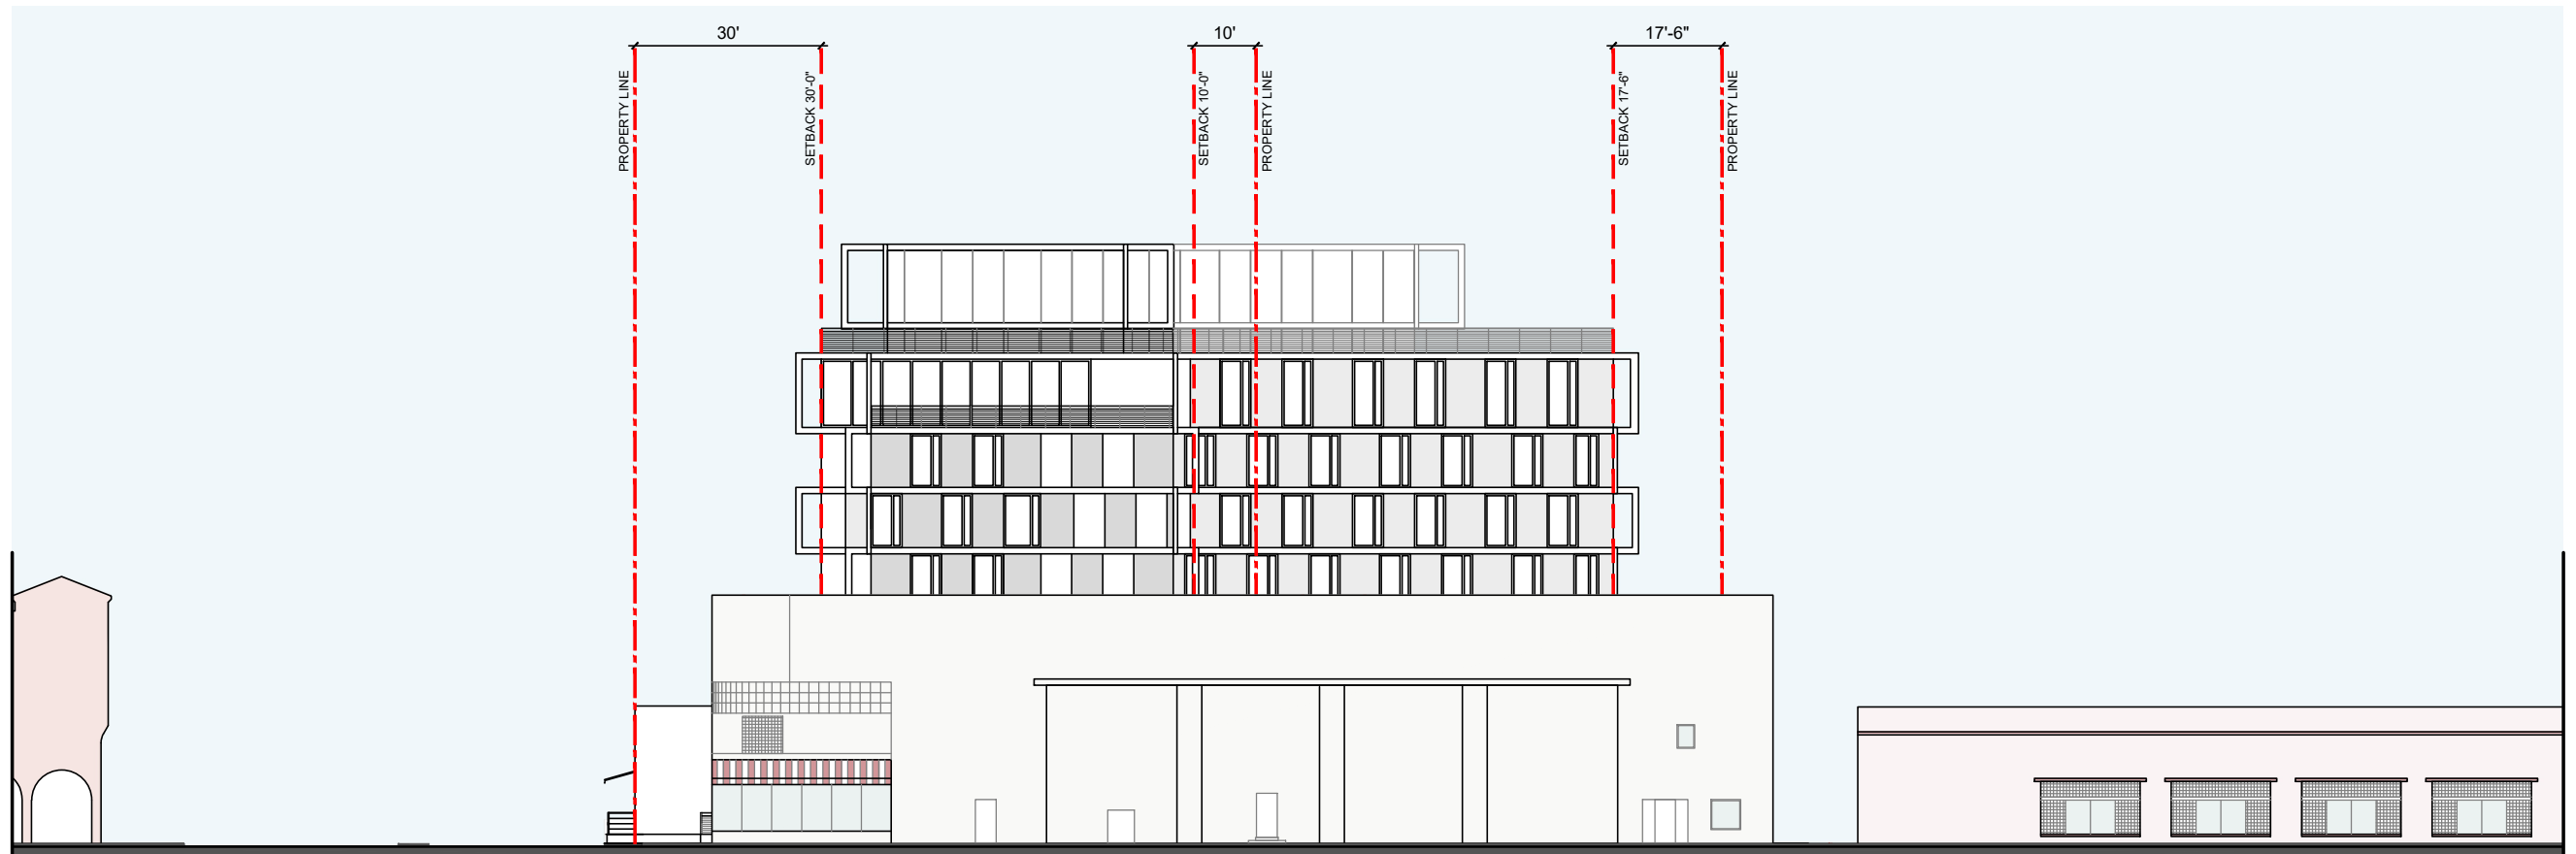 30'
10'
17'-6"
PROPERTY LINE
SETBACK 30'-0"
SETBACK 10'-0"
PROPERTY LINE
SETBACK 17'-6"
PROPERTY LINE